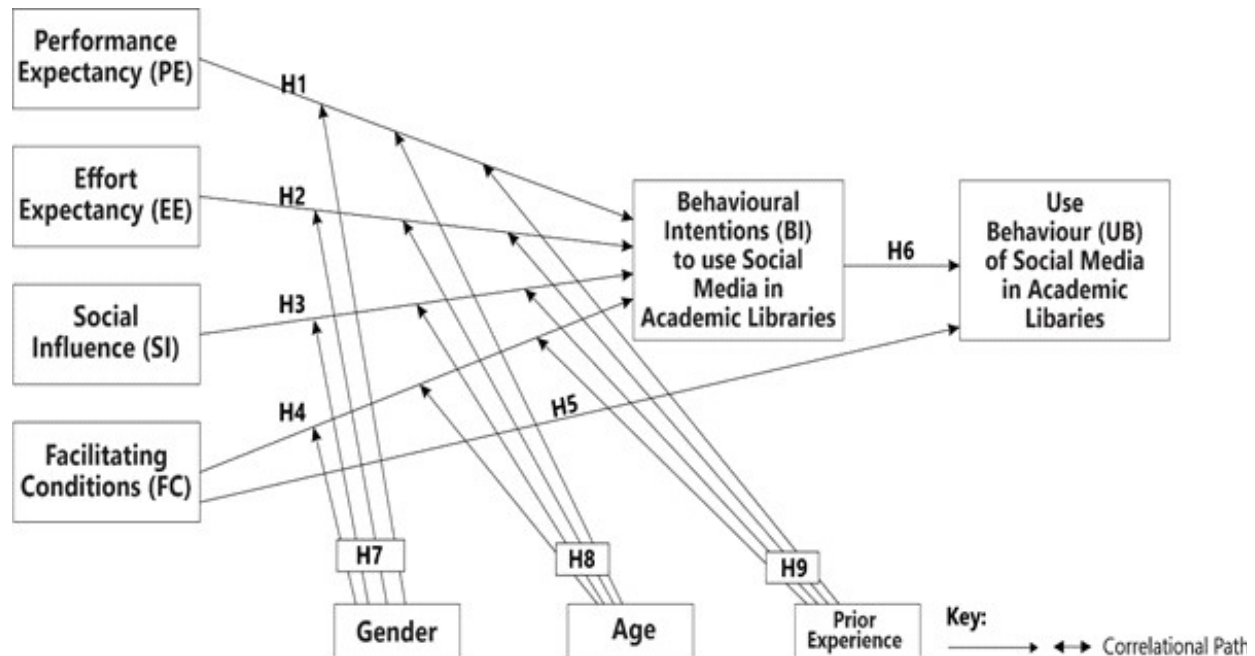 Performance
Expectancy (PE)
H1
Effort
Expectancy (EE)
H2
Social
Influence (SI)
H3
Facilitating
Conditions (FC)
H4
H5
Behavioural
Intentions (BI)
to use Social
Media in
Academic Libraries
H6
Use
Behaviour (UB)
of Social Media
in Academic
Libaries
H7
H8
H9
Gender
Age
Prior
Experience
Key:
Correlational Path